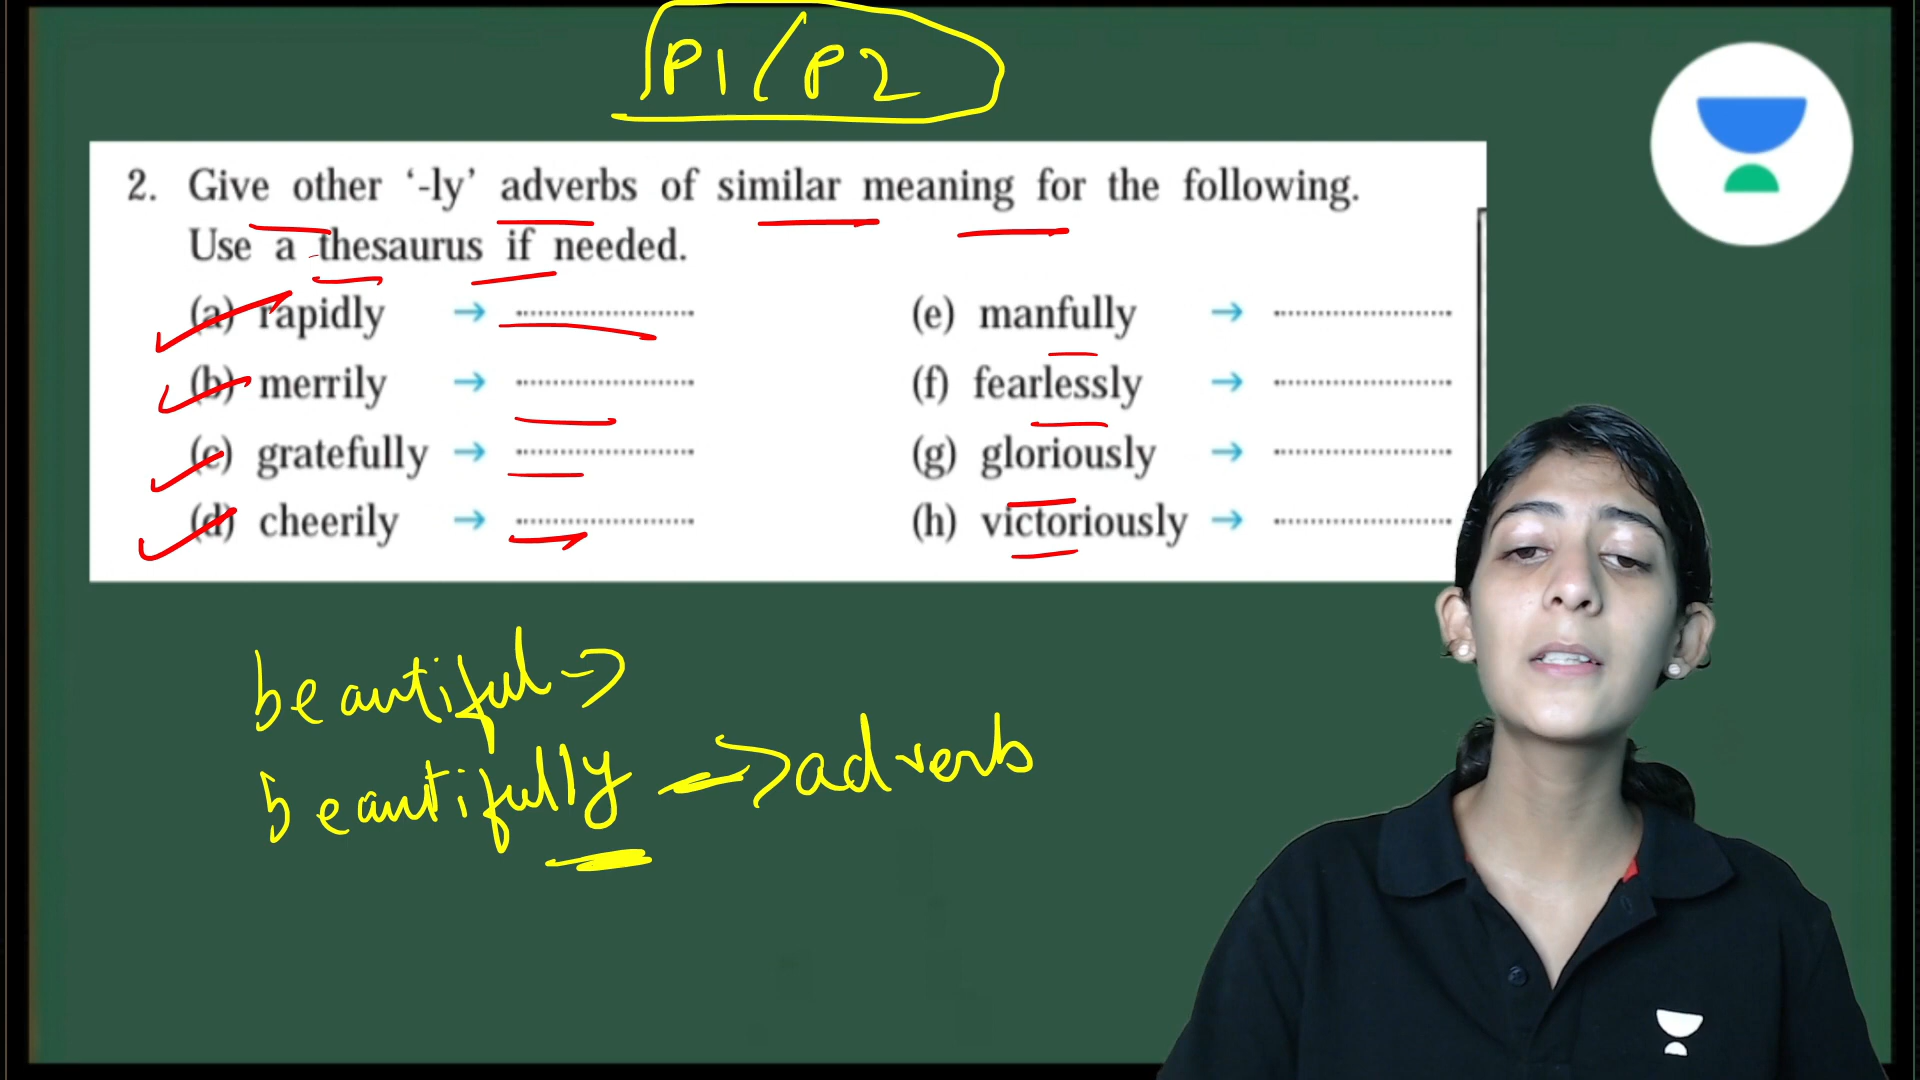 P1/P2
2. Give other ‘-ly’ adverbs of similar meaning for the following.
Use a thesaurus if needed.
(a) rapidly → ....................
(e) manfully → ....................
(b) merrily → ....................
(f) fearlessly → ....................
(c) gratefully → ....................
(g) gloriously → ....................
(d) cheerily → ....................
(h) victoriously → ....................
beautiful →
beautifully → adverb